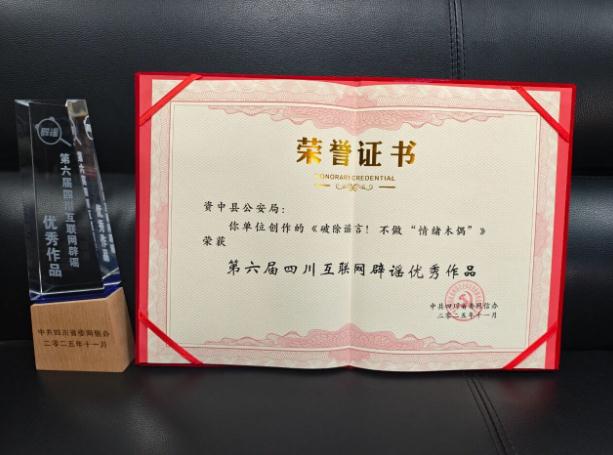 辟谣
第六届四川互联网辟谣
优秀作品
中共四川省委网信办
二〇二五年十一月
荣誉证书
HONORARY CREDENTIAL
资中县公安局：
你单位创作的《破除谣言！不做“情绪木偶”》
荣获
第六届四川互联网辟谣优秀作品
中共四川省委网信办
二〇二五年十一月